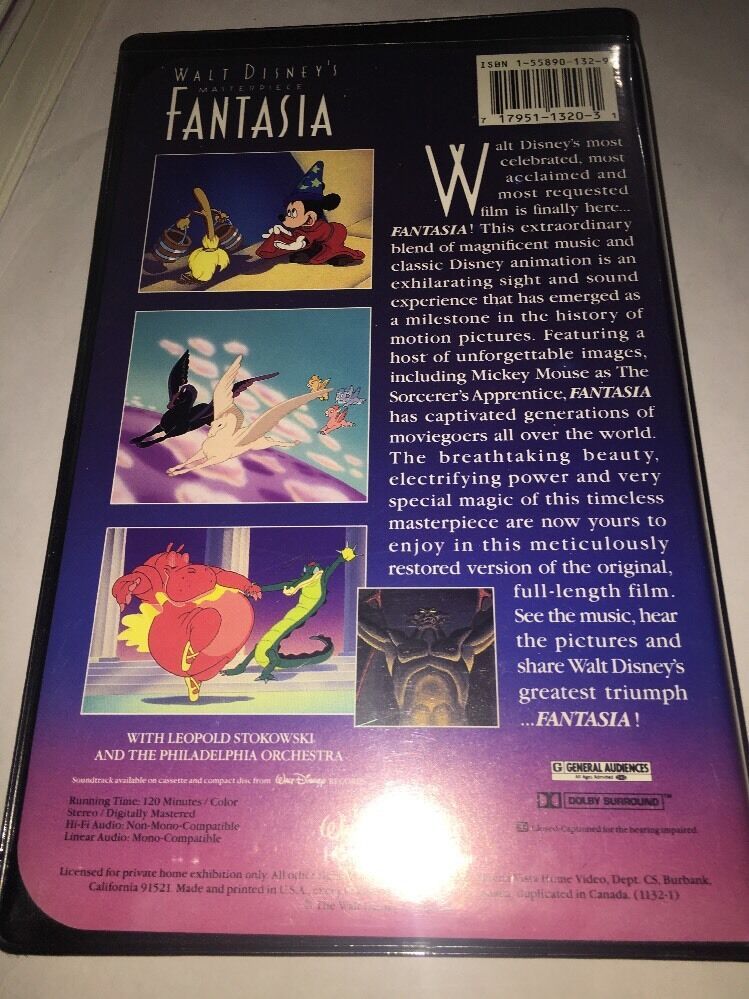 WALT DISNEY'S
MASTERPIECE
FANTASIA
ISBN 1-55890-132-9
7 17951-1320-3 1
Walt Disney's most
celebrated, most
acclaimed and
most requested
film is finally here...
FANTASIA! This extraordinary
blend of magnificent music and
classic Disney animation is an
exhilarating sight and sound
experience that has emerged as
a milestone in the history of
motion pictures. Featuring a
host of unforgettable images,
including Mickey Mouse as The
Sorcerer's Apprentice, FANTASIA
has captivated generations of
moviegoers all over the world.
The breathtaking beauty,
electrifying power and very
special magic of this timeless
masterpiece are now yours to
enjoy in this meticulously
restored version of the original,
full-length film.
See the music, hear
the pictures and
share Walt Disney's
greatest triumph
...FANTASIA!
WITH LEOPOLD STOKOWSKI
AND THE PHILADELPHIA ORCHESTRA
Soundtrack available on cassette and compact disc from Walt Disney RECORDS
Running Time: 120 Minutes / Color
Stereo / Digitally Mastered
Hi-Fi Audio: Non-Mono-Compatible
Linear Audio: Mono-Compatible
G GENERAL AUDIENCES
All Ages Admitted
DOLBY SURROUND™
Closed-Captioned for the hearing impaired.
Licensed for private home exhibition only. All other Vista Home Video, Dept. CS, Burbank,
California 91521. Made and printed in U.S.A. duplicated in Canada. (1132-1)
© The Walt